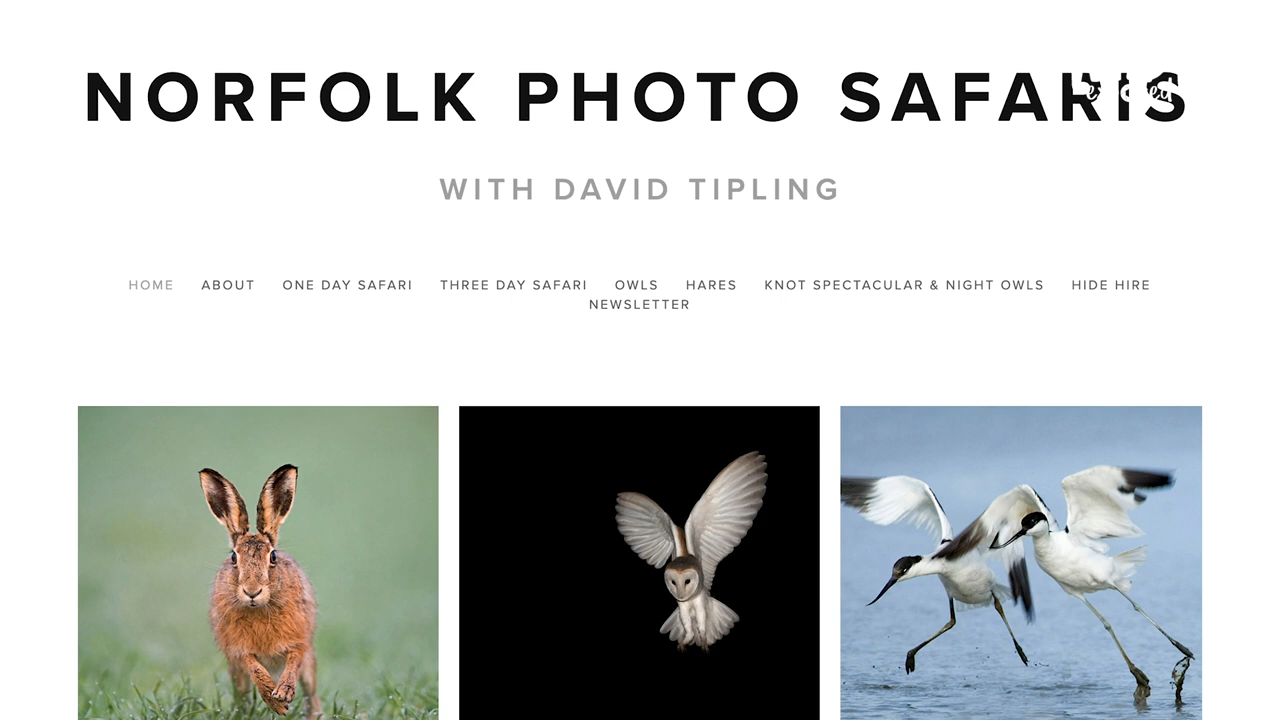 NORFOLK PHOTO SAFARIS
WITH DAVID TIPLING
HOME ABOUT ONE DAY SAFARI THREE DAY SAFARI OWLS HARES KNOT SPECTACULAR & NIGHT OWLS HIDE HIRE
NEWSLETTER